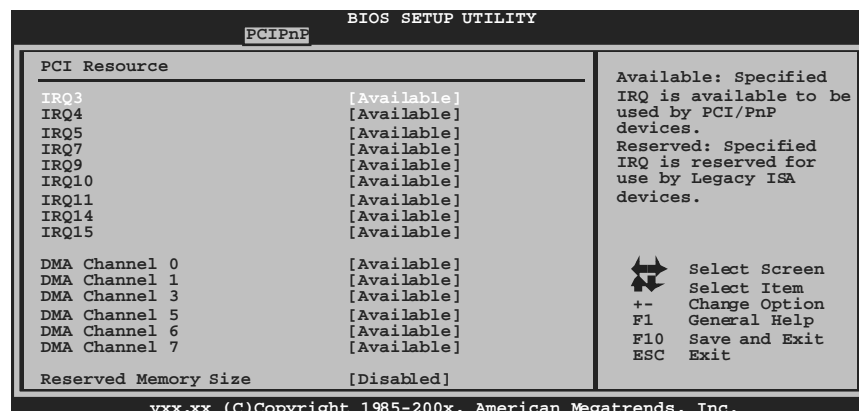 BIOS SETUP UTILITY
PCIPnP
PCI Resource
IRQ3 [Available]
IRQ4 [Available]
IRQ5 [Available]
IRQ7 [Available]
IRQ9 [Available]
IRQ10 [Available]
IRQ11 [Available]
IRQ14 [Available]
IRQ15 [Available]
DMA Channel 0 [Available]
DMA Channel 1 [Available]
DMA Channel 3 [Available]
DMA Channel 5 [Available]
DMA Channel 6 [Available]
DMA Channel 7 [Available]
Reserved Memory Size [Disabled]
Available: Specified
IRQ is available to be
used by PCI/PnP
devices.
Reserved: Specified
IRQ is reserved for
use by Legacy ISA
devices.
Select Screen
Select Item
+- Change Option
F1 General Help
F10 Save and Exit
ESC Exit
vxx.xx (C)Copyright 1985-200x, American Megatrends, Inc.